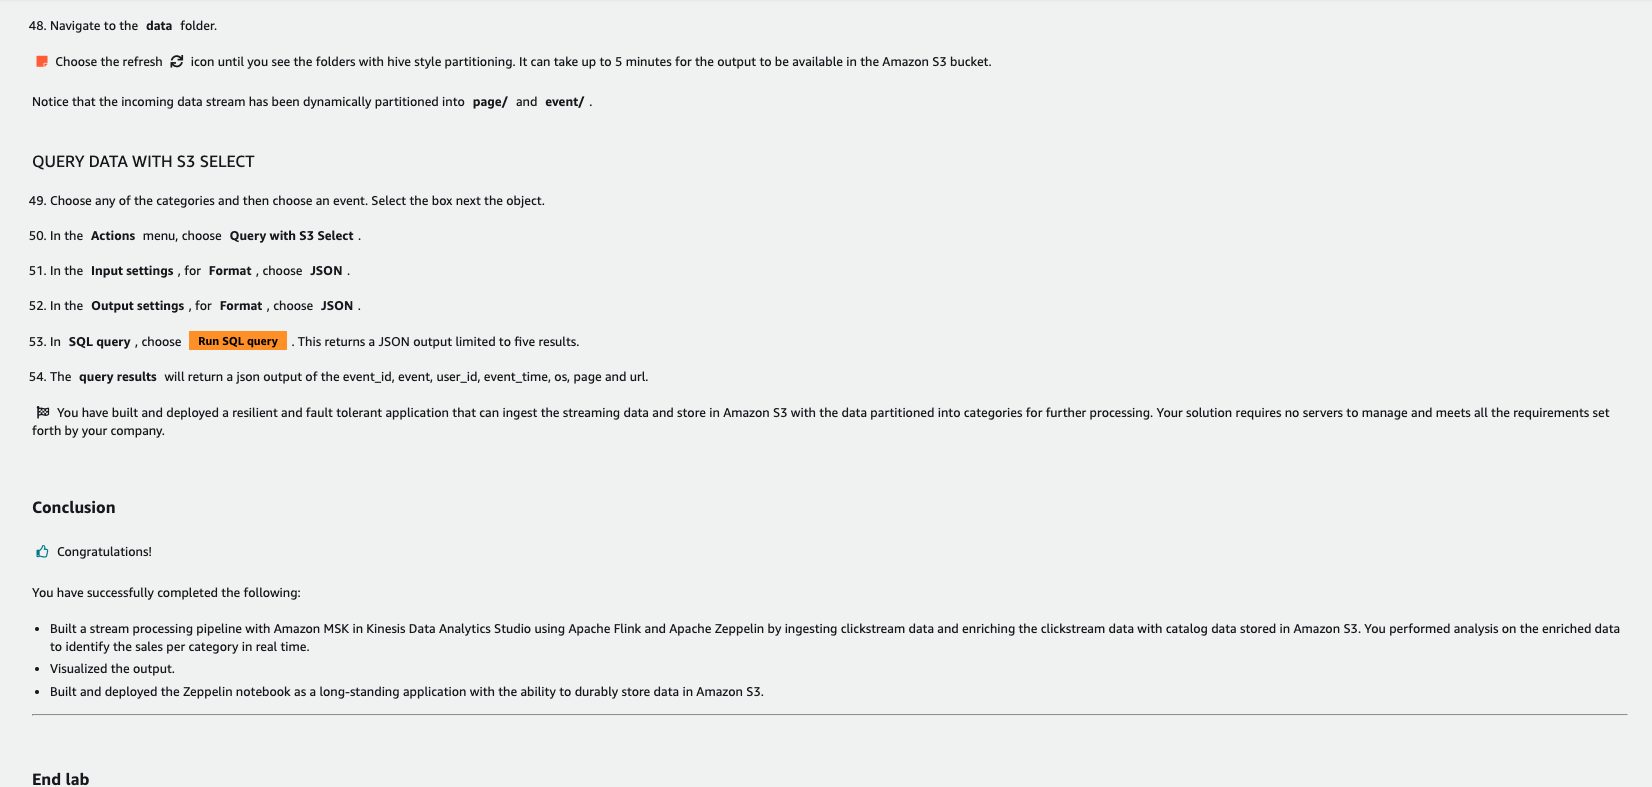 48. Navigate to the data folder.
Choose the refresh icon until you see the folders with hive style partitioning. It can take up to 5 minutes for the output to be available in the Amazon S3 bucket.
Notice that the incoming data stream has been dynamically partitioned into page/ and event/ .
QUERY DATA WITH S3 SELECT
49. Choose any of the categories and then choose an event. Select the box next the object.
50. In the Actions menu, choose Query with S3 Select .
51. In the Input settings , for Format , choose JSON .
52. In the Output settings , for Format , choose JSON .
53. In SQL query , choose Run SQL query . This returns a JSON output limited to five results.
54. The query results will return a json output of the event_id, event, user_id, event_time, os, page and url.
You have built and deployed a resilient and fault tolerant application that can ingest the streaming data and store in Amazon S3 with the data partitioned into categories for further processing. Your solution requires no servers to manage and meets all the requirements set
forth by your company.
Conclusion
Congratulations!
You have successfully completed the following:
• Built a stream processing pipeline with Amazon MSK in Kinesis Data Analytics Studio using Apache Flink and Apache Zeppelin by ingesting clickstream data and enriching the clickstream data with catalog data stored in Amazon S3. You performed analysis on the enriched data
to identify the sales per category in real time.
• Visualized the output.
• Built and deployed the Zeppelin notebook as a long-standing application with the ability to durably store data in Amazon S3.
End lab